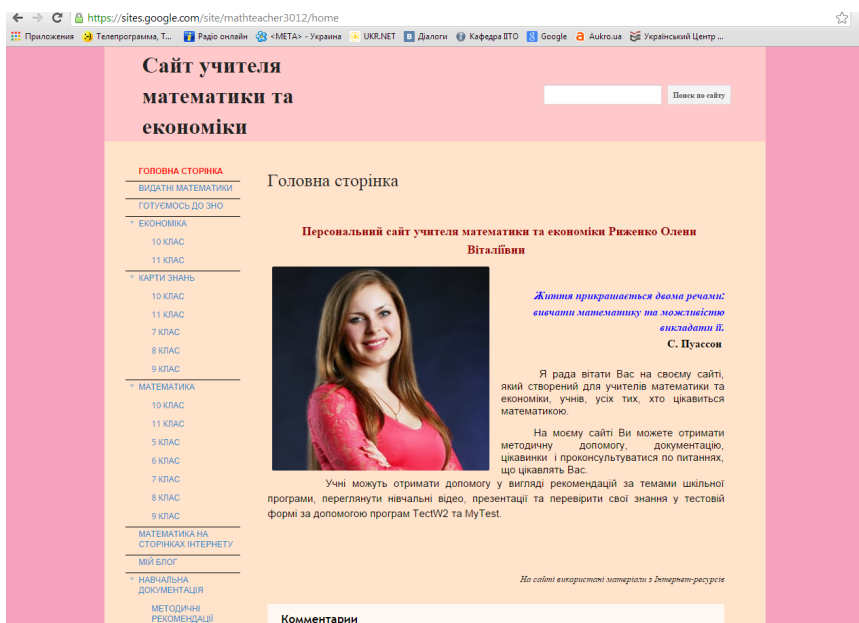 https://sites.google.com/site/mathteacher3012/home
Приложения Телепрограмма, Т... Радіо онлайн <МЕТА> - Украина UKR.NET Діалоги Кафедра ІТО Google Aukro.ua Український Центр ...
Сайт учителя
математики та
економіки
Поиск по сайту
ГОЛОВНА СТОРІНКА
ВИДАТНІ МАТЕМАТИКИ
ГОТУЄМОСЬ ДО ЗНО
ЕКОНОМІКА
10 КЛАС
11 КЛАС
КАРТИ ЗНАНЬ
10 КЛАС
11 КЛАС
7 КЛАС
8 КЛАС
9 КЛАС
МАТЕМАТИКА
10 КЛАС
11 КЛАС
5 КЛАС
6 КЛАС
7 КЛАС
8 КЛАС
9 КЛАС
МАТЕМАТИКА НА
СТОРІНКАХ ІНТЕРНЕТУ
МІЙ БЛОГ
НАВЧАЛЬНА
ДОКУМЕНТАЦІЯ
МЕТОДИЧНІ
РЕКОМЕНДАЦІЇ
Головна сторінка
Персональний сайт учителя математики та економіки Риженко Олени
Віталіївни
Життя прикрашається двома речами:
вивчати математику та можливістю
викладати її.
С. Пуассон
Я рада вітати Вас на своєму сайті,
який створений для учителів математики та
економіки, учнів, усіх тих, хто цікавиться
математикою.
На моєму сайті Ви можете отримати
методичну допомогу, документацію,
цікавинки і проконсультуватися по питаннях,
що цікавлять Вас.
Учні можуть отримати допомогу у вигляді рекомендацій за темами шкільної
програми, переглянути нівчальні відео, презентації та перевірити свої знання у тестовій
формі за допомогою програм ТестW2 та MyTest.
На сайті використані матеріали з Інтернет-ресурсів
Комментарии